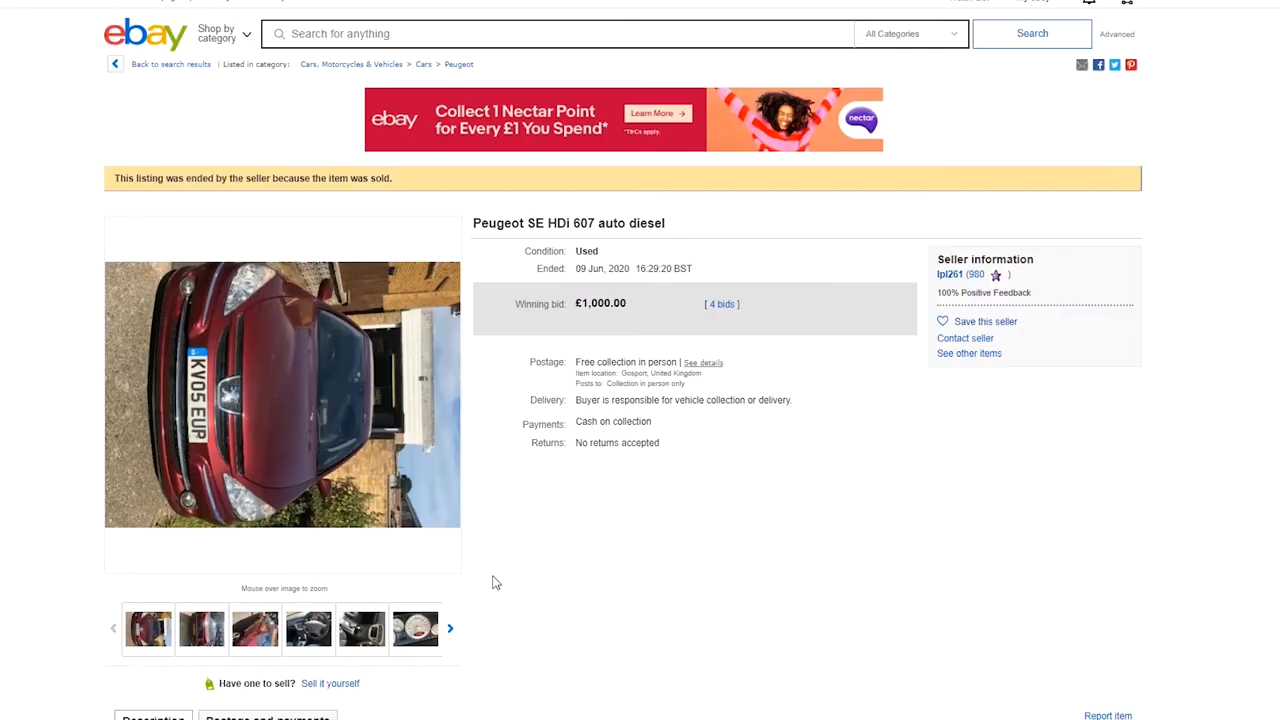 ebay
Shop by
category
Search for anything
All Categories
Search
Advanced
Back to search results
Listed in category:
Cars, Motorcycles & Vehicles > Cars > Peugeot
ebay
Collect 1 Nectar Point
for Every £1 You Spend*
Learn More
*T&Cs apply.
nectar
This listing was ended by the seller because the item was sold.
Peugeot SE HDi 607 auto diesel
Condition: Used
Ended: 09 Jun, 2020 16:29:20 BST
Winning bid: £1,000.00 [ 4 bids ]
Postage: Free collection in person | See details
Item location: Gosport, United Kingdom
Posts to: Collection in person only
Delivery: Buyer is responsible for vehicle collection or delivery.
Payments: Cash on collection
Returns: No returns accepted
Seller information
lpl261 (980 )
100% Positive Feedback
Save this seller
Contact seller
See other items
KV05 EUP
Mouse over image to zoom
Have one to sell? Sell it yourself
Description
Postage and payments
Report item